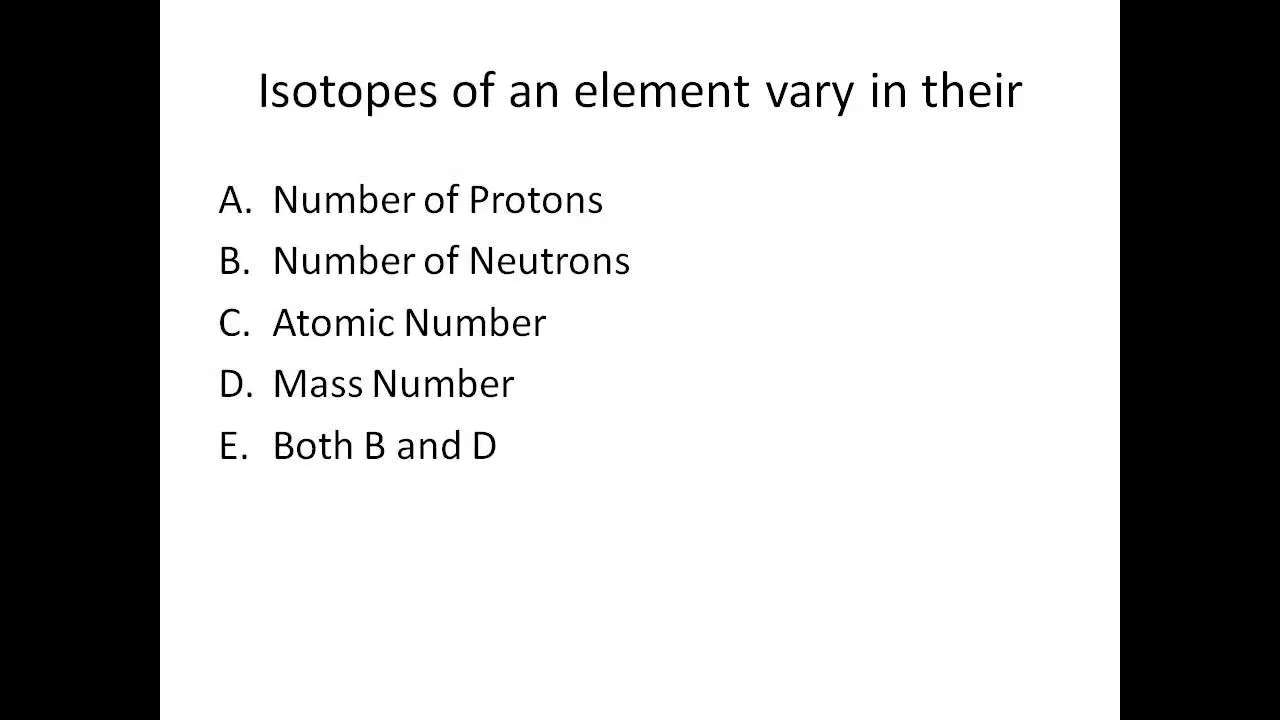 Isotopes of an element vary in their
A. Number of Protons
B. Number of Neutrons
C. Atomic Number
D. Mass Number
E. Both B and D